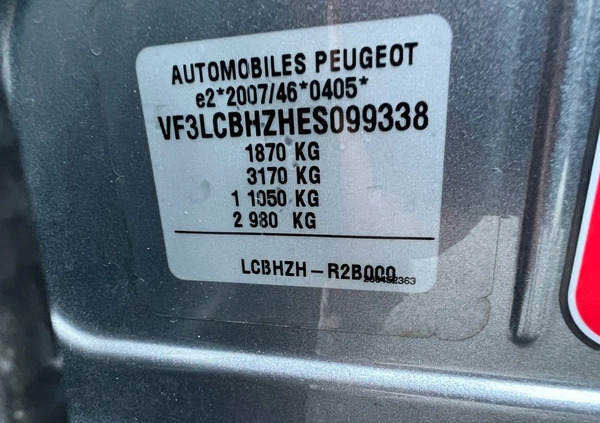 AUTOMOBILES PEUGEOT
e2*2007/46*0405*
VF3LCBHZHES099338
1870 KG
3170 KG
1 1050 KG
2 980 KG
LCBHZH-R2B000